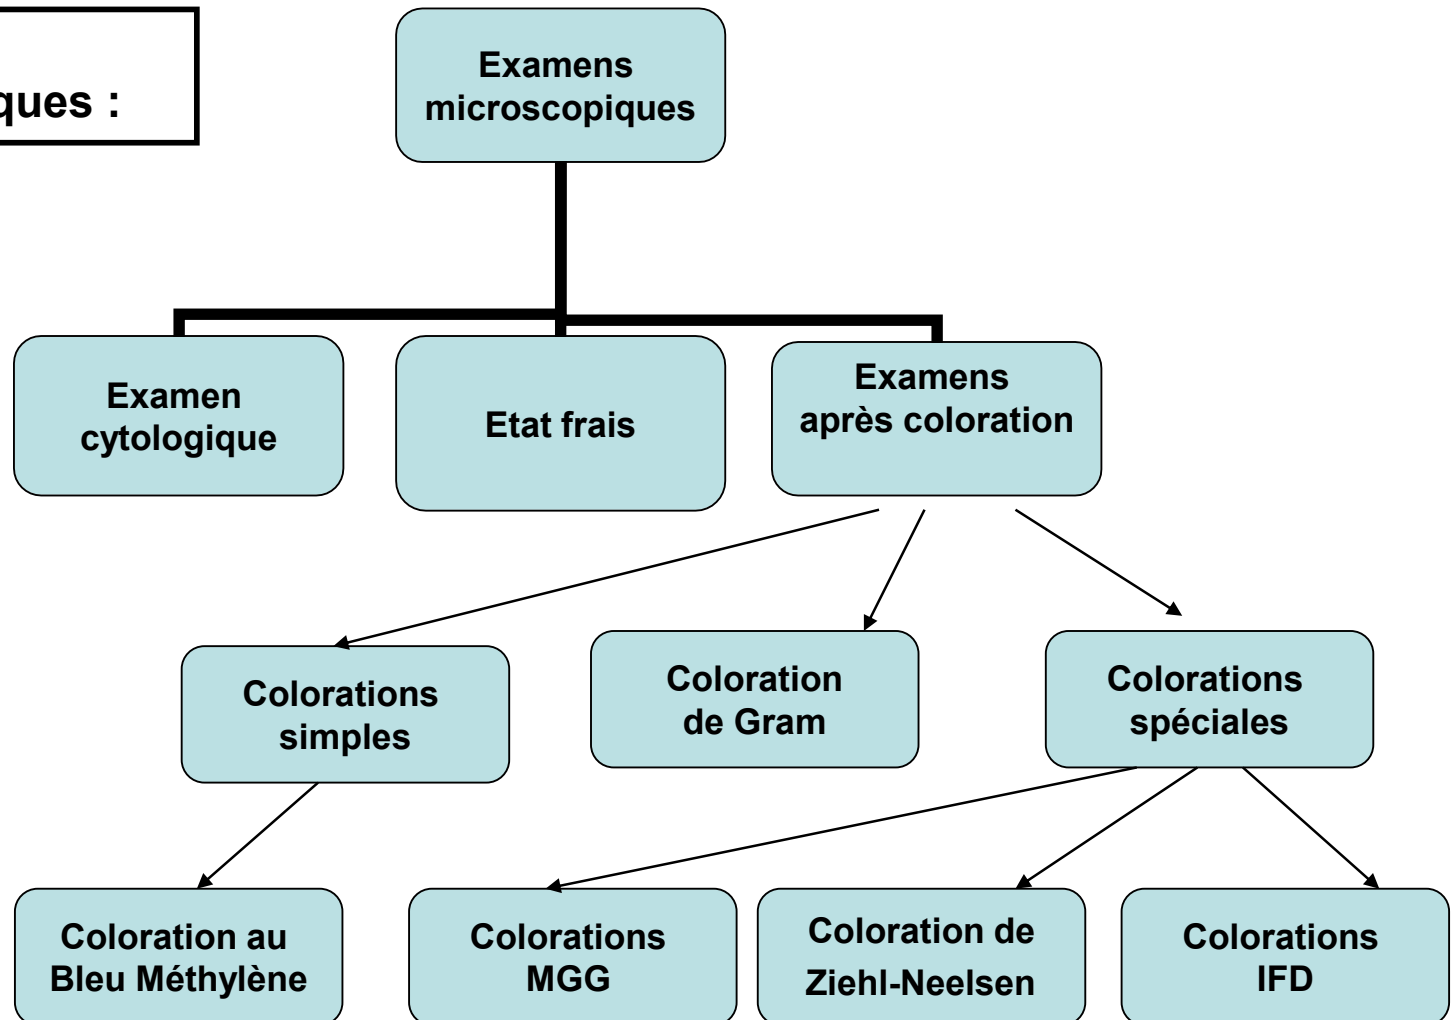 ques :
Examens
microscopiques
Examen
cytologique
Etat frais
Examens
après coloration
Colorations
simples
Coloration
de Gram
Colorations
spéciales
Coloration au
Bleu Méthylène
Colorations
MGG
Coloration de
Ziehl-Neelsen
Colorations
IFD